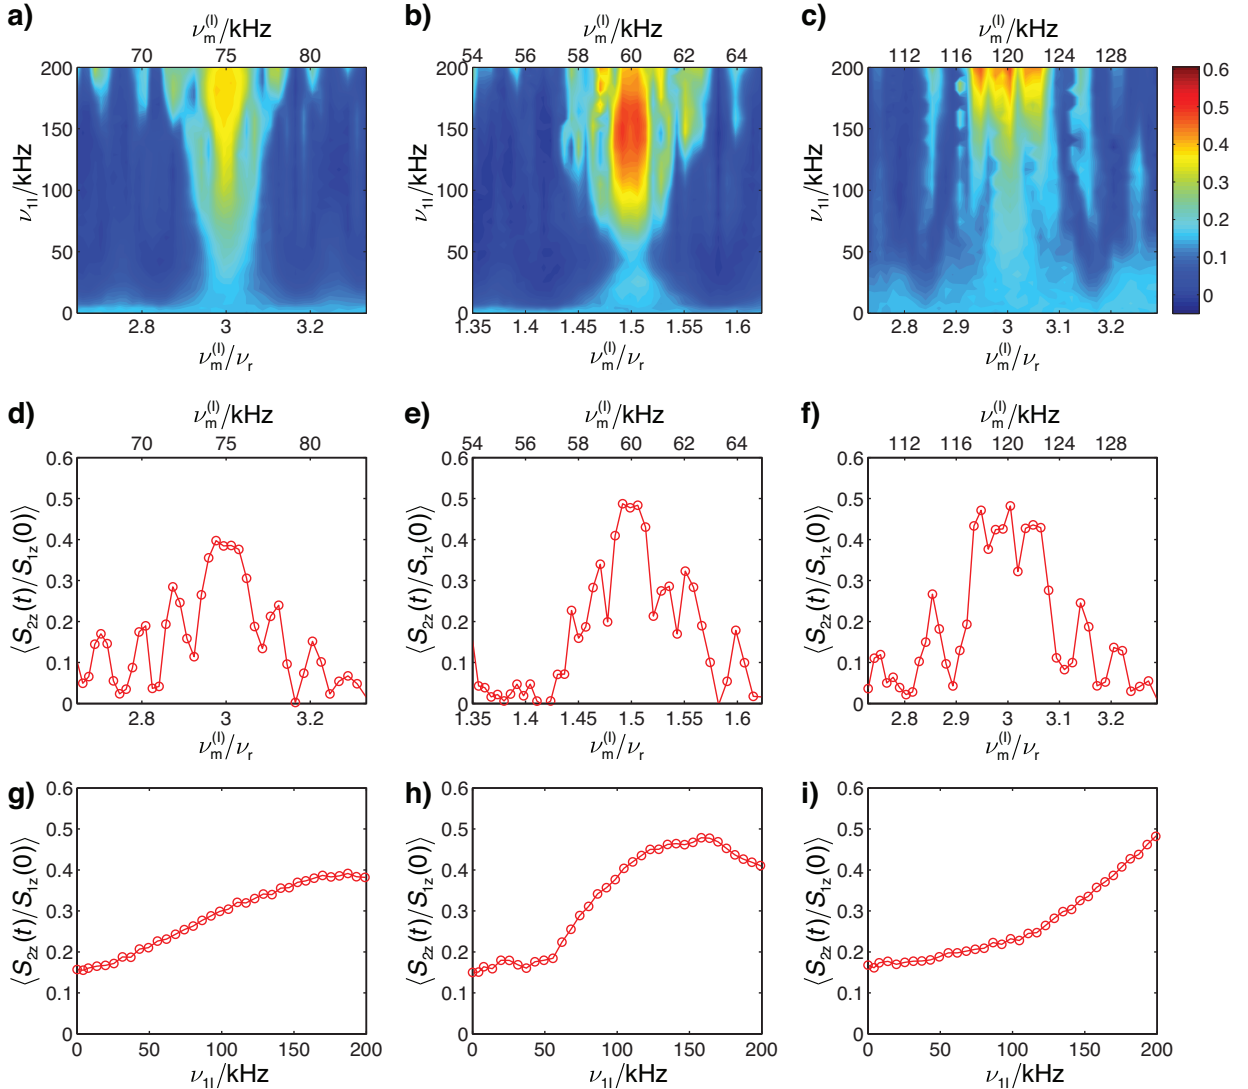 a)
ν_m^(I)/kHz
70 75 80
200
150
100
50
0
ν_1I/kHz
2.8 3 3.2
ν_m^(I)/ν_r
b)
ν_m^(I)/kHz
54 56 58 60 62 64
200
150
100
50
0
ν_1I/kHz
1.35 1.4 1.45 1.5 1.55 1.6
ν_m^(I)/ν_r
c)
ν_m^(I)/kHz
112 116 120 124 128
200
150
100
50
0
ν_1I/kHz
2.8 2.9 3 3.1 3.2
ν_m^(I)/ν_r
0.6
0.5
0.4
0.3
0.2
0.1
0
d)
ν_m^(I)/kHz
70 75 80
0.6
0.5
0.4
0.3
0.2
0.1
0
⟨S_2z(t)/S_1z(0)⟩
2.8 3 3.2
ν_m^(I)/ν_r
e)
ν_m^(I)/kHz
54 56 58 60 62 64
0.6
0.5
0.4
0.3
0.2
0.1
0
⟨S_2z(t)/S_1z(0)⟩
1.35 1.4 1.45 1.5 1.55 1.6
ν_m^(I)/ν_r
f)
ν_m^(I)/kHz
112 116 120 124 128
0.6
0.5
0.4
0.3
0.2
0.1
0
⟨S_2z(t)/S_1z(0)⟩
2.8 2.9 3 3.1 3.2
ν_m^(I)/ν_r
g)
0.6
0.5
0.4
0.3
0.2
0.1
0
⟨S_2z(t)/S_1z(0)⟩
0 50 100 150 200
ν_1I/kHz
h)
0.6
0.5
0.4
0.3
0.2
0.1
0
⟨S_2z(t)/S_1z(0)⟩
0 50 100 150 200
ν_1I/kHz
i)
0.6
0.5
0.4
0.3
0.2
0.1
0
⟨S_2z(t)/S_1z(0)⟩
0 50 100 150 200
ν_1I/kHz